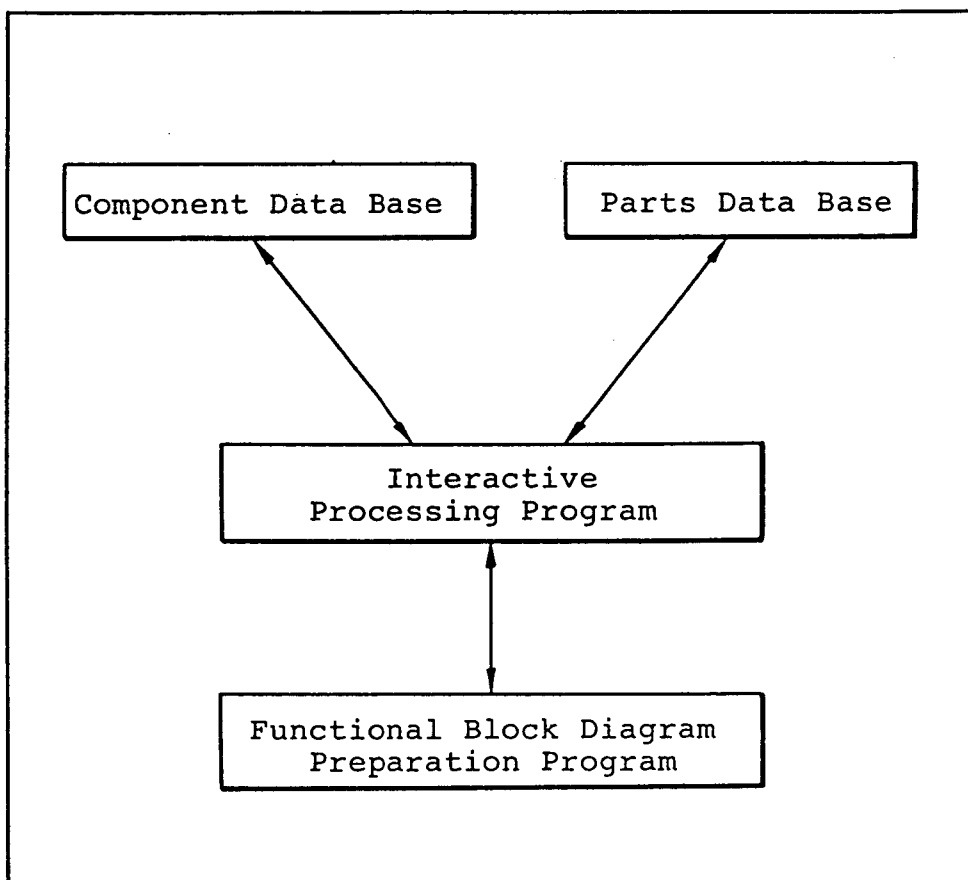 Component Data Base
Parts Data Base
Interactive
Processing Program
Functional Block Diagram
Preparation Program